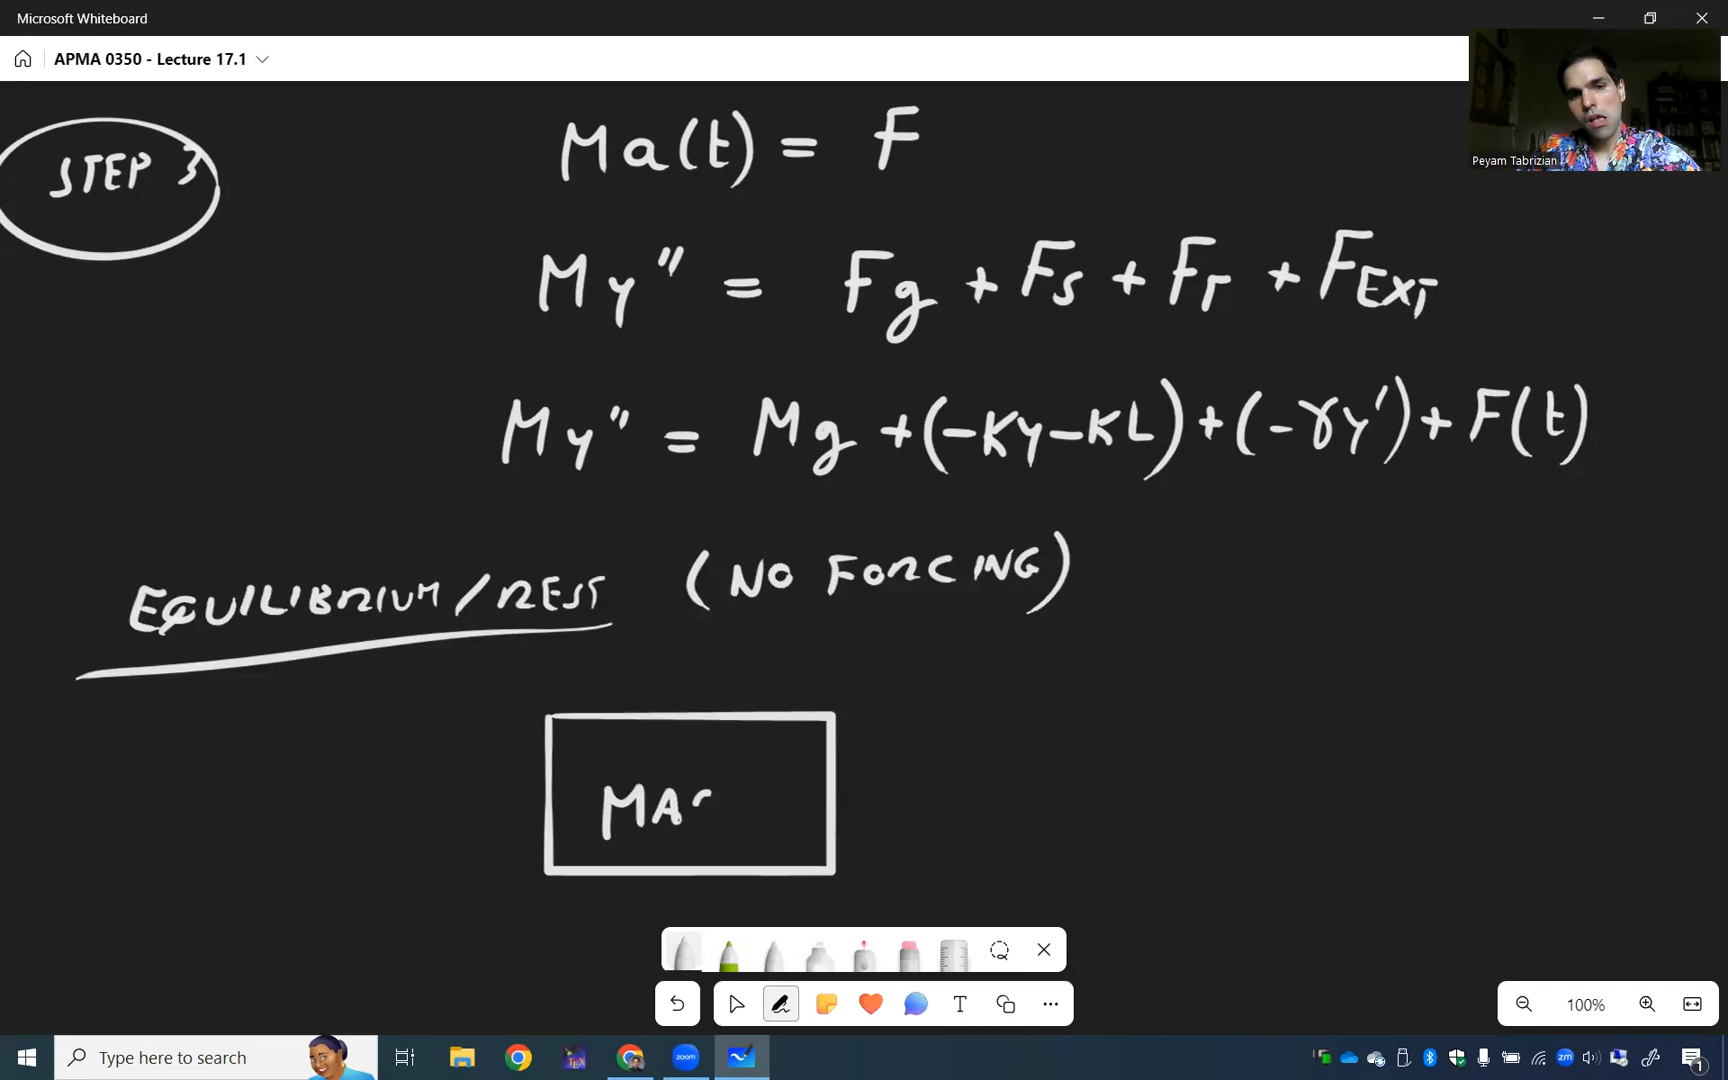 Microsoft Whiteboard
APMA 0350 - Lecture 17.1
Peyam Tabrizian
STEP 3
Ma(t) = F
My" = Fg + Fs + Fr + FEXT
My" = Mg + (-Ky-KL) + (-γy') + F(t)
EQUILIBRIUM/REST (NO FORCING)
MA
100%
Type here to search